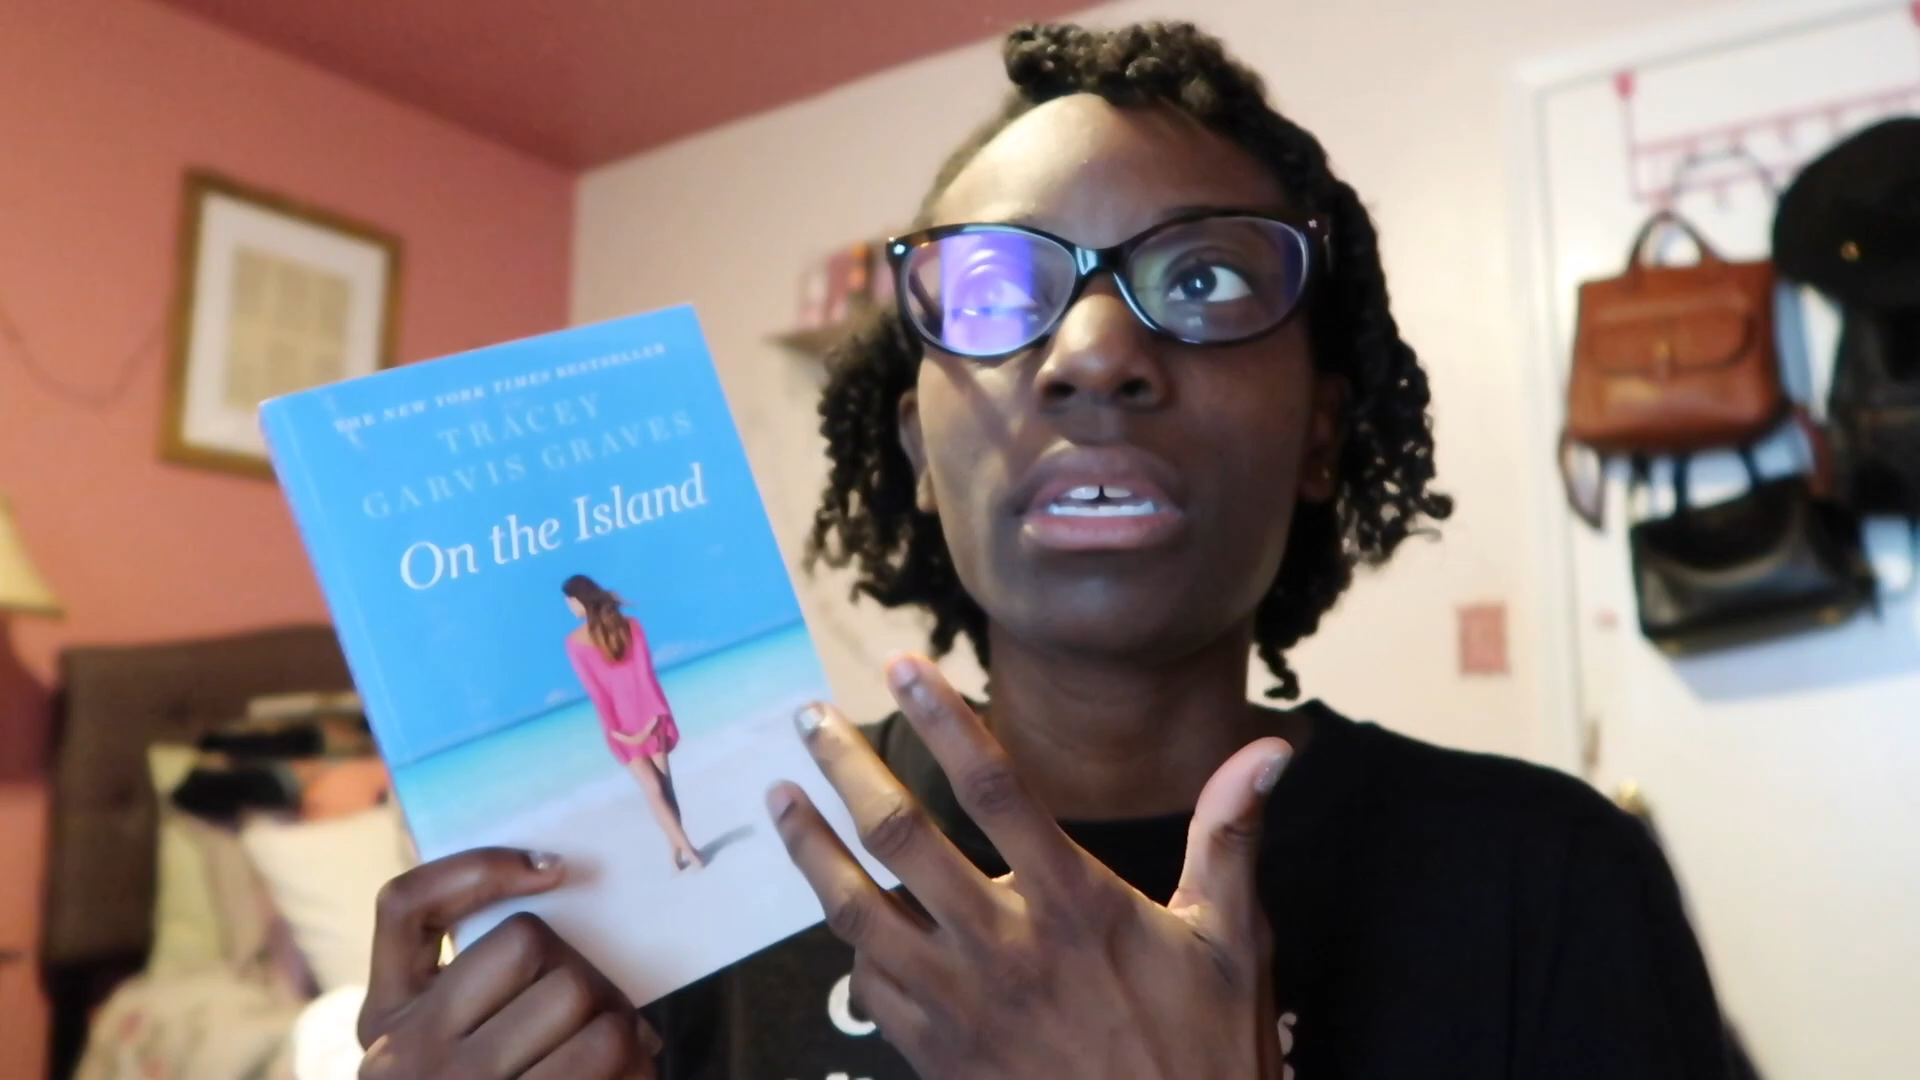 THE NEW YORK TIMES BESTSELLER
TRACEY
GARVIS GRAVES
On the Island